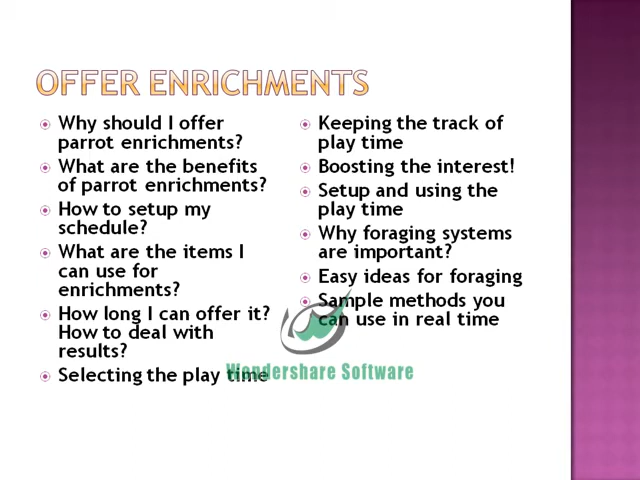 OFFER ENRICHMENTS
Why should I offer
parrot enrichments?
What are the benefits
of parrot enrichments?
How to setup my
schedule?
What are the items I
can use for
enrichments?
How long I can offer it?
How to deal with
results?
Selecting the play time
Keeping the track of
play time
Boosting the interest!
Setup and using the
play time
Why foraging systems
are important?
Easy ideas for foraging
Sample methods you
can use in real time
Wondershare Software